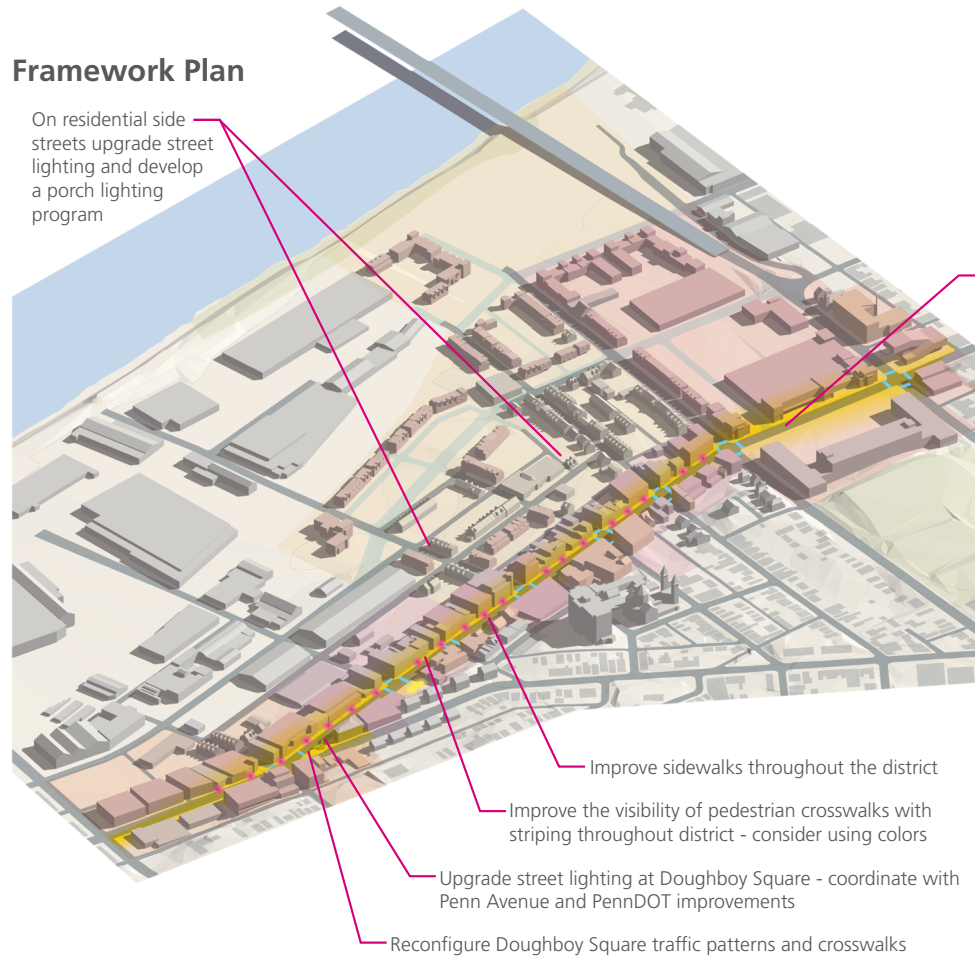 Framework Plan
On residential side
streets upgrade street
lighting and develop
a porch lighting
program
Improve sidewalks throughout the district
Improve the visibility of pedestrian crosswalks with
striping throughout district - consider using colors
Upgrade street lighting at Doughboy Square - coordinate with
Penn Avenue and PennDOT improvements
Reconfigure Doughboy Square traffic patterns and crosswalks